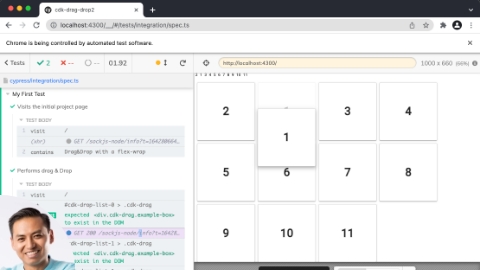 cdk-drag-drop2
localhost:4300/__/#/tests/integration/spec.ts
Chrome is being controlled by automated test software.
Tests 2 -- -- 01.92 1
http://localhost:4300/
1000 x 660 (66%)
cypress/integration/spec.ts
My First Test
Visits the initial project page
TEST BODY
1 visit /
(xhr) GET /sockjs-node/info?t=164280604...
2 contains Drag&Drop with a flex-wrap
Performs drag & Drop
TEST BODY
1 visit /
#cdk-drop-list-0 > .cdk-drag
expected <div.cdk-drag.example-box>
to exist in the DOM
GET 200 /sockjs-node/info?t=16428...
dk-drop-list-1 > .cdk-drag
ected <div.cdk-drag.example-box>
to exist in the DOM
2 3 4
1
5 6 7 8
9 10 11